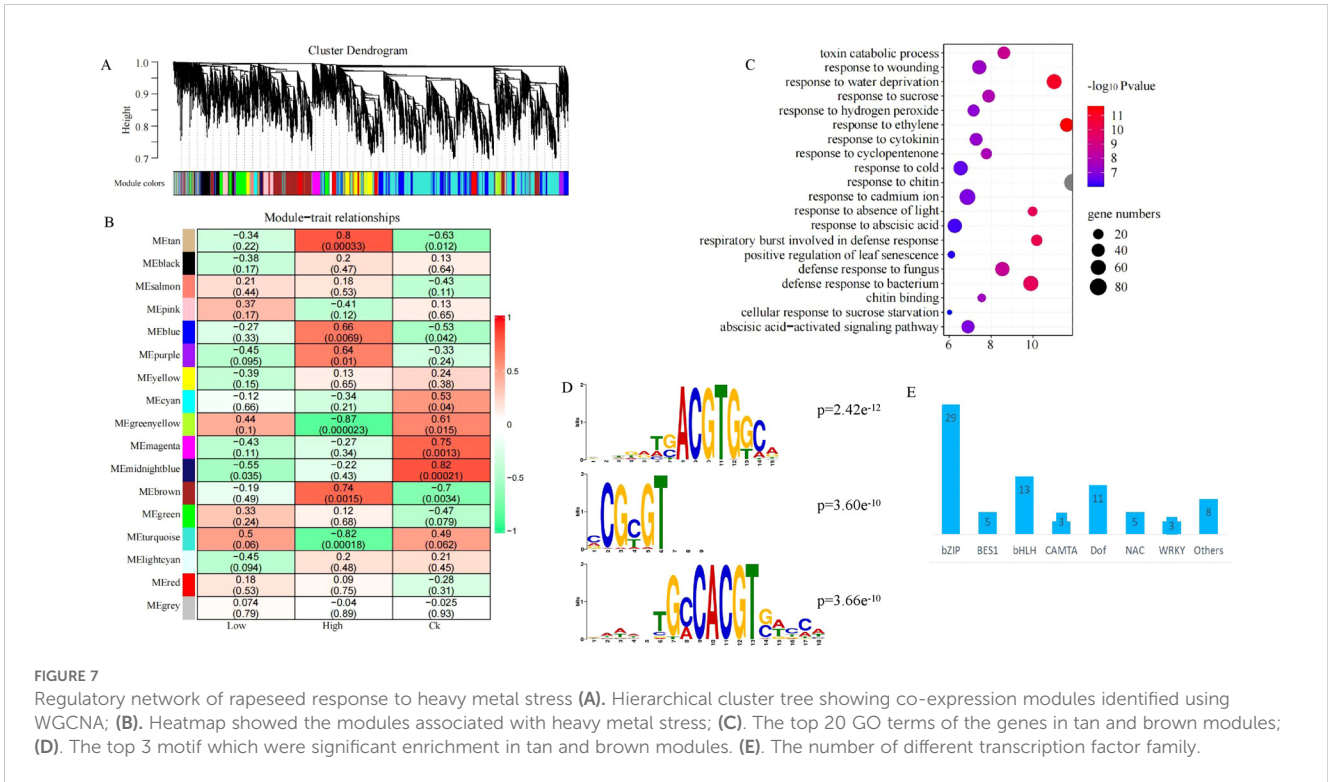 A
Cluster Dendrogram
Height
1.0
0.9
0.8
0.7
Module colors
B
Module-trait relationships
MEtan −0.34 (0.22) 0.8 (0.00033) −0.63 (0.012)
MEblack −0.38 (0.17) 0.2 (0.47) 0.13 (0.64)
MEsalmon 0.21 (0.44) 0.18 (0.53) −0.43 (0.11)
MEpink 0.37 (0.17) −0.41 (0.12) 0.13 (0.65)
MEblue −0.27 (0.33) 0.66 (0.0069) −0.53 (0.042)
MEpurple −0.45 (0.095) 0.64 (0.01) −0.33 (0.24)
MEyellow −0.39 (0.15) 0.13 (0.65) 0.24 (0.38)
MEcyan −0.12 (0.66) −0.34 (0.21) 0.53 (0.04)
MEgreenyellow 0.44 (0.1) −0.87 (0.000023) 0.61 (0.015)
MEmagenta −0.43 (0.11) −0.27 (0.34) 0.75 (0.0013)
MEmidnightblue −0.55 (0.035) −0.22 (0.43) 0.82 (0.00021)
MEbrown −0.19 (0.49) 0.74 (0.0015) −0.7 (0.0034)
MEgreen 0.33 (0.24) 0.12 (0.68) −0.47 (0.079)
MEturquoise 0.5 (0.06) −0.82 (0.00018) 0.49 (0.062)
MElightcyan −0.45 (0.094) 0.2 (0.48) 0.21 (0.45)
MEred 0.18 (0.53) 0.09 (0.75) −0.28 (0.31)
MEgrey 0.074 (0.79) −0.04 (0.89) −0.025 (0.93)
Low High Ck
1
0.5
0
−0.5
−1
C
toxin catabolic process
response to wounding
response to water deprivation
response to sucrose
response to hydrogen peroxide
response to ethylene
response to cytokinin
response to cyclopentenone
response to cold
response to chitin
response to cadmium ion
response to absence of light
response to abscisic acid
respiratory burst involved in defense response
positive regulation of leaf senescence
defense response to fungus
defense response to bacterium
chitin binding
cellular response to sucrose starvation
abscisic acid−activated signaling pathway
6 8 10
-log10 Pvalue
11
10
9
8
7
gene numbers
20
40
60
80
D
p=2.42e-12
p=3.60e-10
p=3.66e-10
E
29 5 13 3 11 5 3 8
bZIP BES1 bHLH CAMTA Dof NAC WRKY Others
FIGURE 7
Regulatory network of rapeseed response to heavy metal stress (A). Hierarchical cluster tree showing co-expression modules identified using
WGCNA; (B). Heatmap showed the modules associated with heavy metal stress; (C). The top 20 GO terms of the genes in tan and brown modules;
(D). The top 3 motif which were significant enrichment in tan and brown modules. (E). The number of different transcription factor family.